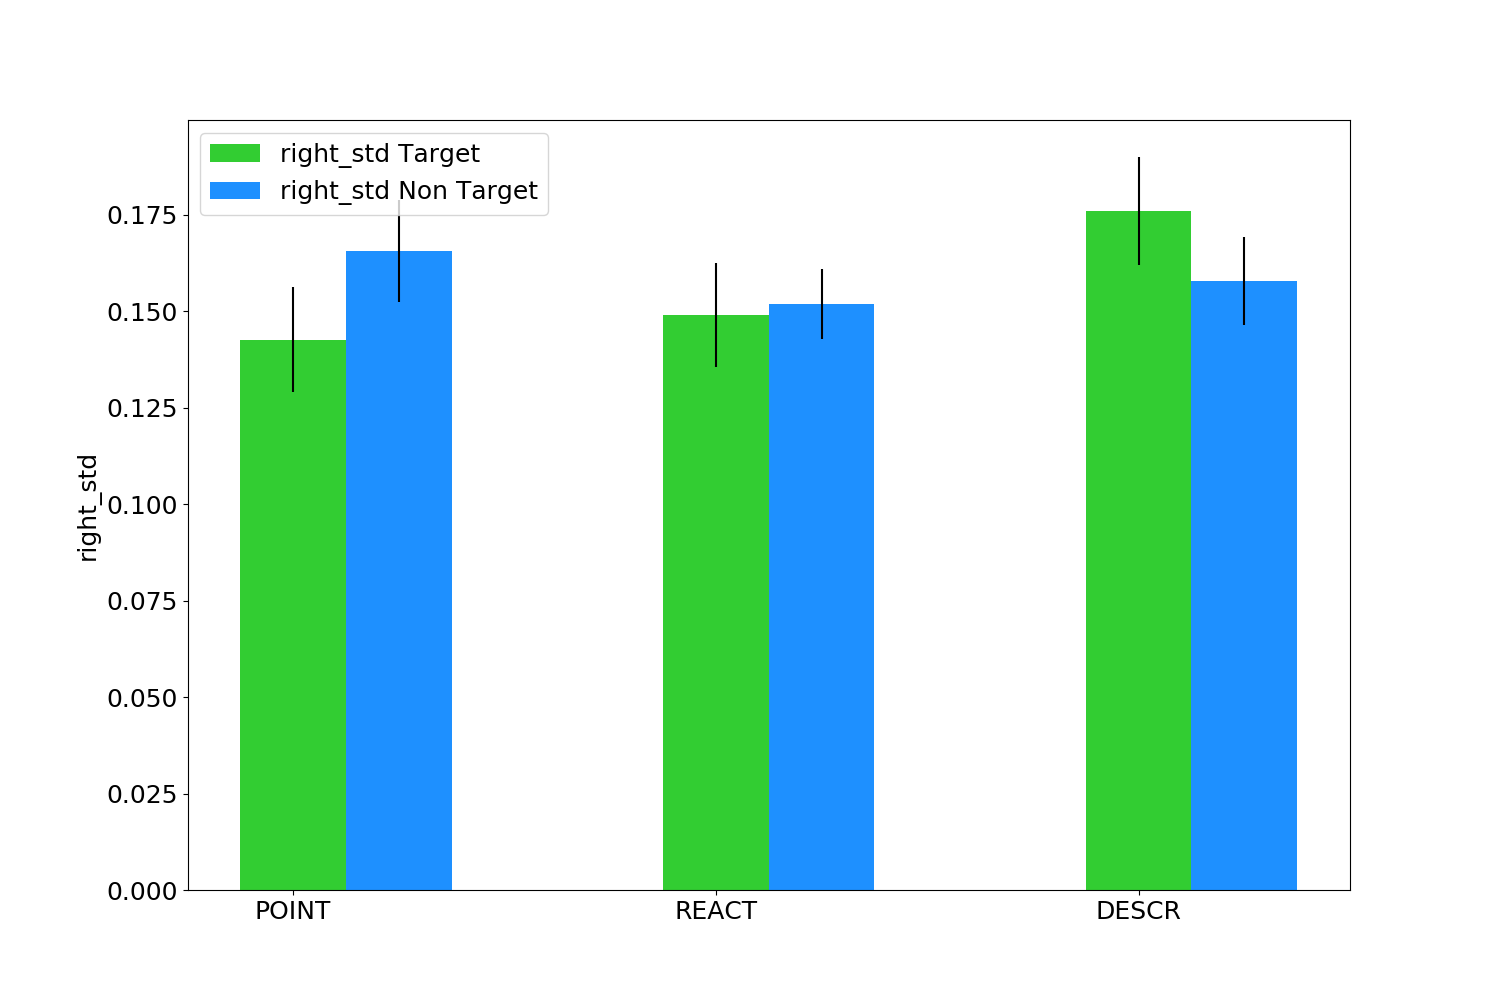 right_std Target
right_std Non Target
right_std
0.175
0.150
0.125
0.100
0.075
0.050
0.025
0.000
POINT
REACT
DESCR